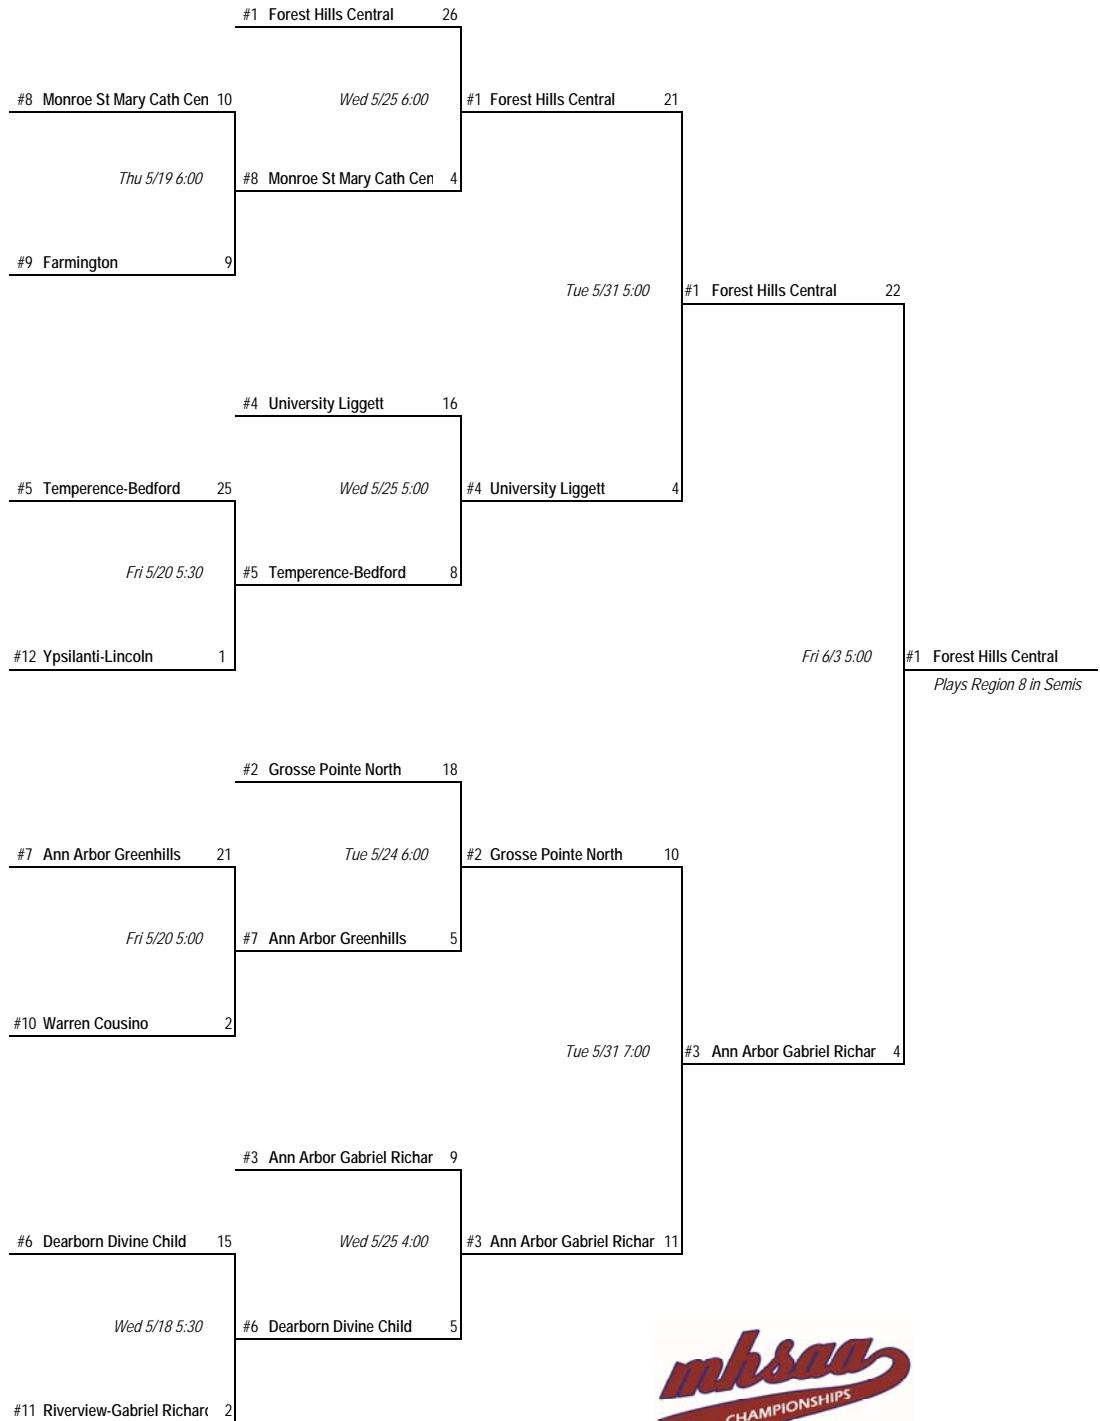 #1 Forest Hills Central 26
#8 Monroe St Mary Cath Cen 10
Wed 5/25 6:00
#1 Forest Hills Central 21
Thu 5/19 6:00
#8 Monroe St Mary Cath Cen 4
#9 Farmington 9
Tue 5/31 5:00
#1 Forest Hills Central 22
#4 University Liggett 16
#5 Temperence-Bedford 25
Wed 5/25 5:00
#4 University Liggett 4
Fri 5/20 5:30
#5 Temperence-Bedford 8
#12 Ypsilanti-Lincoln 1
Fri 6/3 5:00
#1 Forest Hills Central
Plays Region 8 in Semis
#2 Grosse Pointe North 18
#7 Ann Arbor Greenhills 21
Tue 5/24 6:00
#2 Grosse Pointe North 10
Fri 5/20 5:00
#7 Ann Arbor Greenhills 5
#10 Warren Cousino 2
Tue 5/31 7:00
#3 Ann Arbor Gabriel Richar 4
#3 Ann Arbor Gabriel Richar 9
#6 Dearborn Divine Child 15
Wed 5/25 4:00
#3 Ann Arbor Gabriel Richar 11
Wed 5/18 5:30
#6 Dearborn Divine Child 5
#11 Riverview-Gabriel Richarc 2
mhsaa
CHAMPIONSHIPS